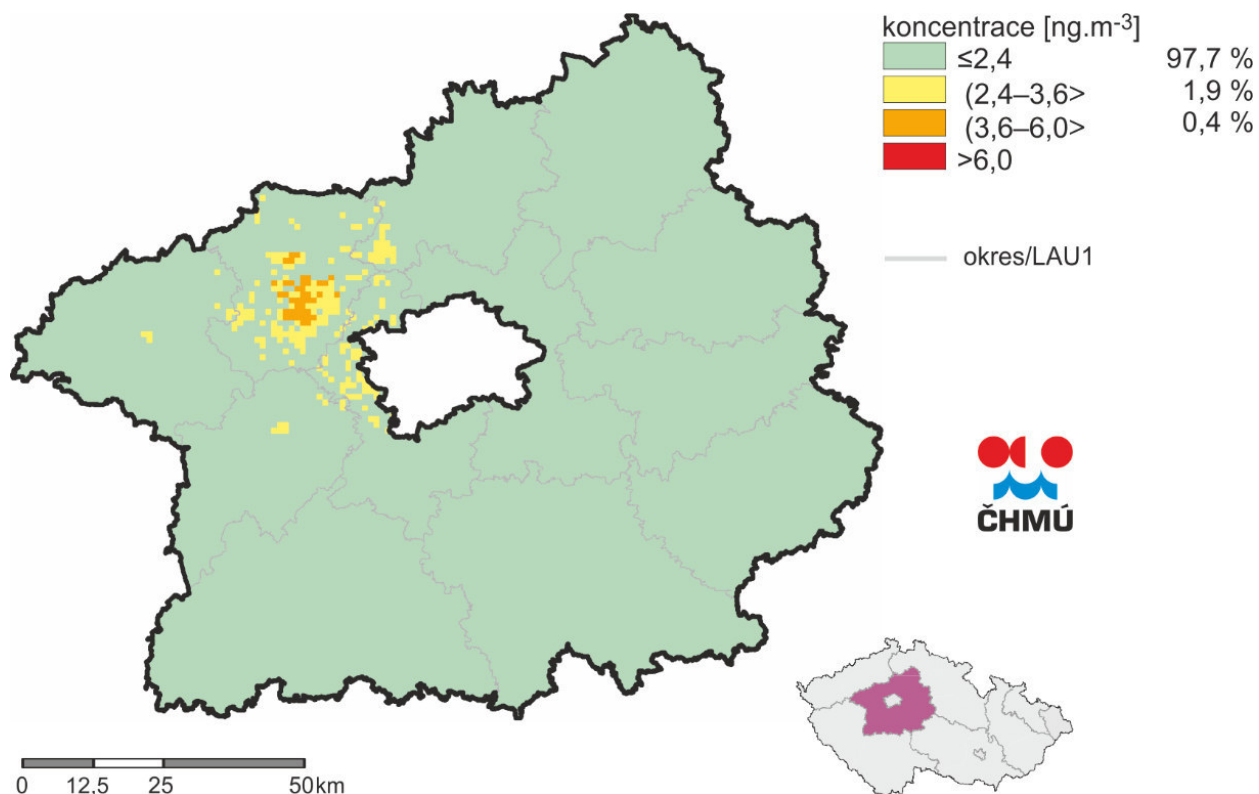 koncentrace [ng.m-3]
≤2,4 97,7 %
(2,4–3,6> 1,9 %
(3,6–6,0> 0,4 %
>6,0
okres/LAU1
ČHMÚ
0 12,5 25 50km